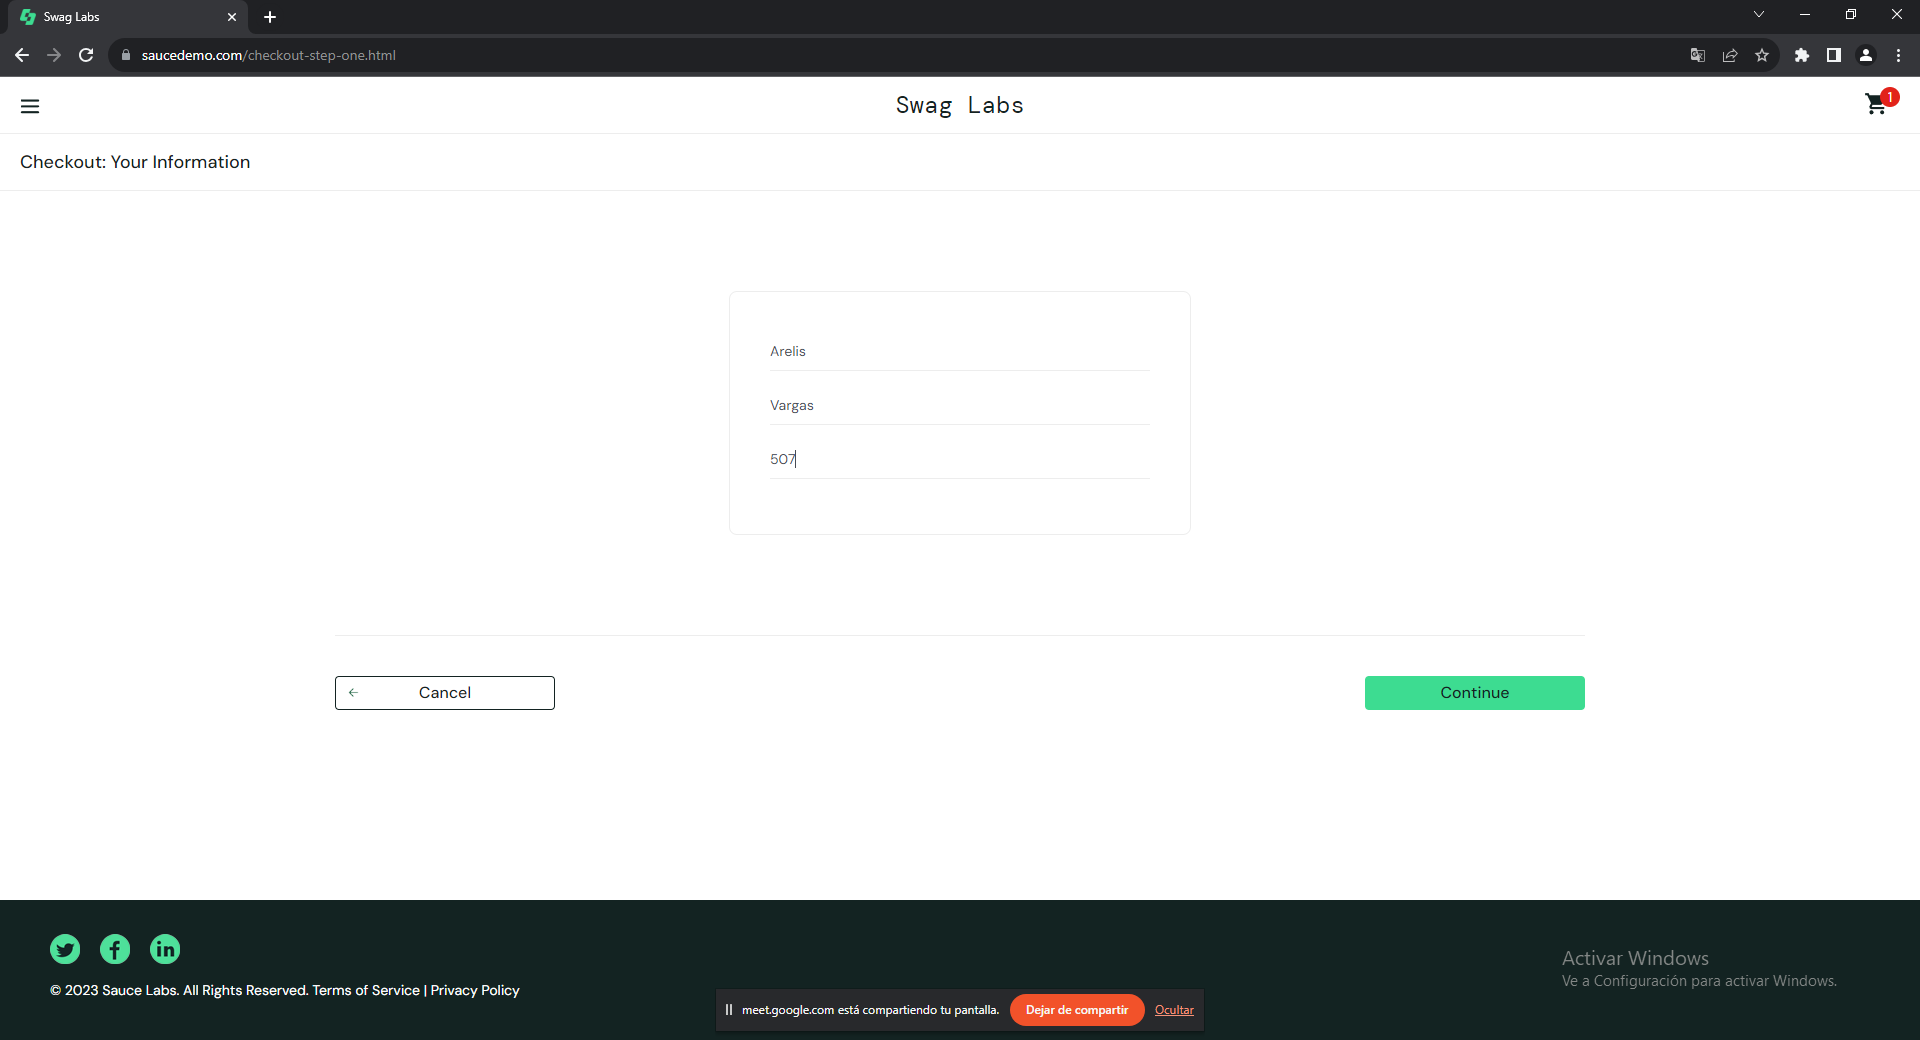 Swag Labs
saucedemo.com/checkout-step-one.html
Swag Labs
1
Checkout: Your Information
Arelis
Vargas
507
Cancel
Continue
© 2023 Sauce Labs. All Rights Reserved. Terms of Service | Privacy Policy
Activar Windows
Ve a Configuración para activar Windows.
meet.google.com está compartiendo tu pantalla.
Dejar de compartir
Ocultar